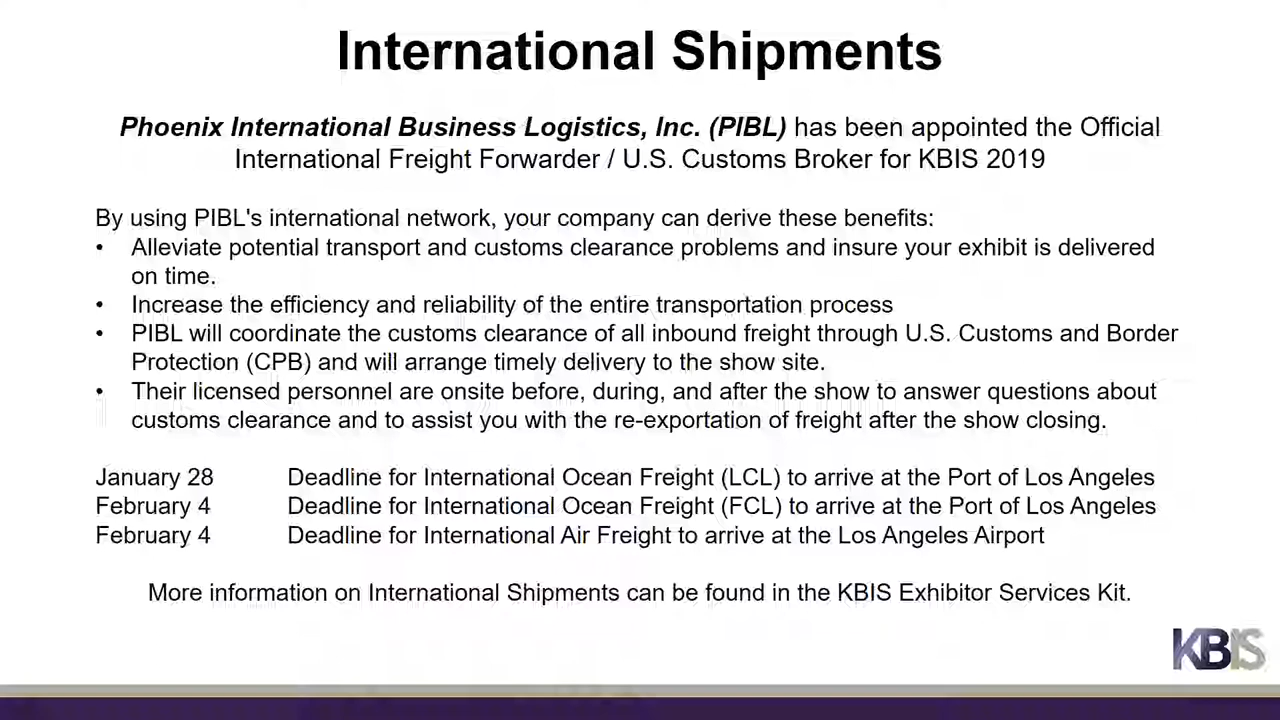 International Shipments
Phoenix International Business Logistics, Inc. (PIBL) has been appointed the Official
International Freight Forwarder / U.S. Customs Broker for KBIS 2019
By using PIBL's international network, your company can derive these benefits:
• Alleviate potential transport and customs clearance problems and insure your exhibit is delivered
on time.
• Increase the efficiency and reliability of the entire transportation process
• PIBL will coordinate the customs clearance of all inbound freight through U.S. Customs and Border
Protection (CPB) and will arrange timely delivery to the show site.
• Their licensed personnel are onsite before, during, and after the show to answer questions about
customs clearance and to assist you with the re-exportation of freight after the show closing.
January 28 Deadline for International Ocean Freight (LCL) to arrive at the Port of Los Angeles
February 4 Deadline for International Ocean Freight (FCL) to arrive at the Port of Los Angeles
February 4 Deadline for International Air Freight to arrive at the Los Angeles Airport
More information on International Shipments can be found in the KBIS Exhibitor Services Kit.
KBIS